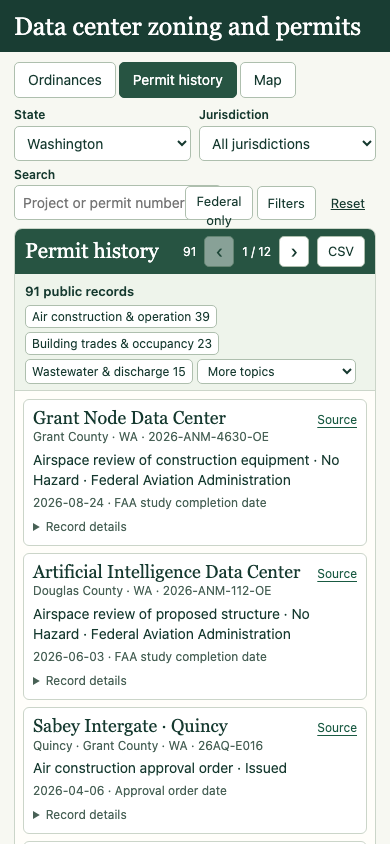 Data center zoning and permits
Ordinances
Permit history
Map
State
Jurisdiction
Washington
All jurisdictions
Search
Project or permit number
Federal only
Filters
Reset
Permit history
91
‹
1 / 12
›
CSV
91 public records
Air construction & operation 39
Building trades & occupancy 23
Wastewater & discharge 15
More topics
Grant Node Data Center
Source
Grant County · WA · 2026-ANM-4630-OE
Airspace review of construction equipment · No
Hazard · Federal Aviation Administration
2026-08-24 · FAA study completion date
Record details
Artificial Intelligence Data Center
Source
Douglas County · WA · 2026-ANM-112-OE
Airspace review of proposed structure · No
Hazard · Federal Aviation Administration
2026-06-03 · FAA study completion date
Record details
Sabey Intergate · Quincy
Source
Quincy · Grant County · WA · 26AQ-E016
Air construction approval order · Issued
2026-04-06 · Approval order date
Record details